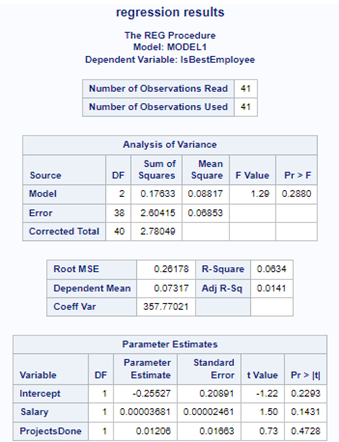 regression results
The REG Procedure
Model: MODEL1
Dependent Variable: IsBestEmployee
Number of Observations Read 41
Number of Observations Used 41
Analysis of Variance
Source DF Sum of Squares Mean Square F Value Pr > F
Model 2 0.17633 0.08817 1.29 0.2880
Error 38 2.60415 0.06853
Corrected Total 40 2.78049
Root MSE 0.26178 R-Square 0.0634
Dependent Mean 0.07317 Adj R-Sq 0.0141
Coeff Var 357.77021
Parameter Estimates
Variable DF Parameter Estimate Standard Error t Value Pr > |t|
Intercept 1 -0.25527 0.20891 -1.22 0.2293
Salary 1 0.00003681 0.00002461 1.50 0.1431
ProjectsDone 1 0.01206 0.01663 0.73 0.4728